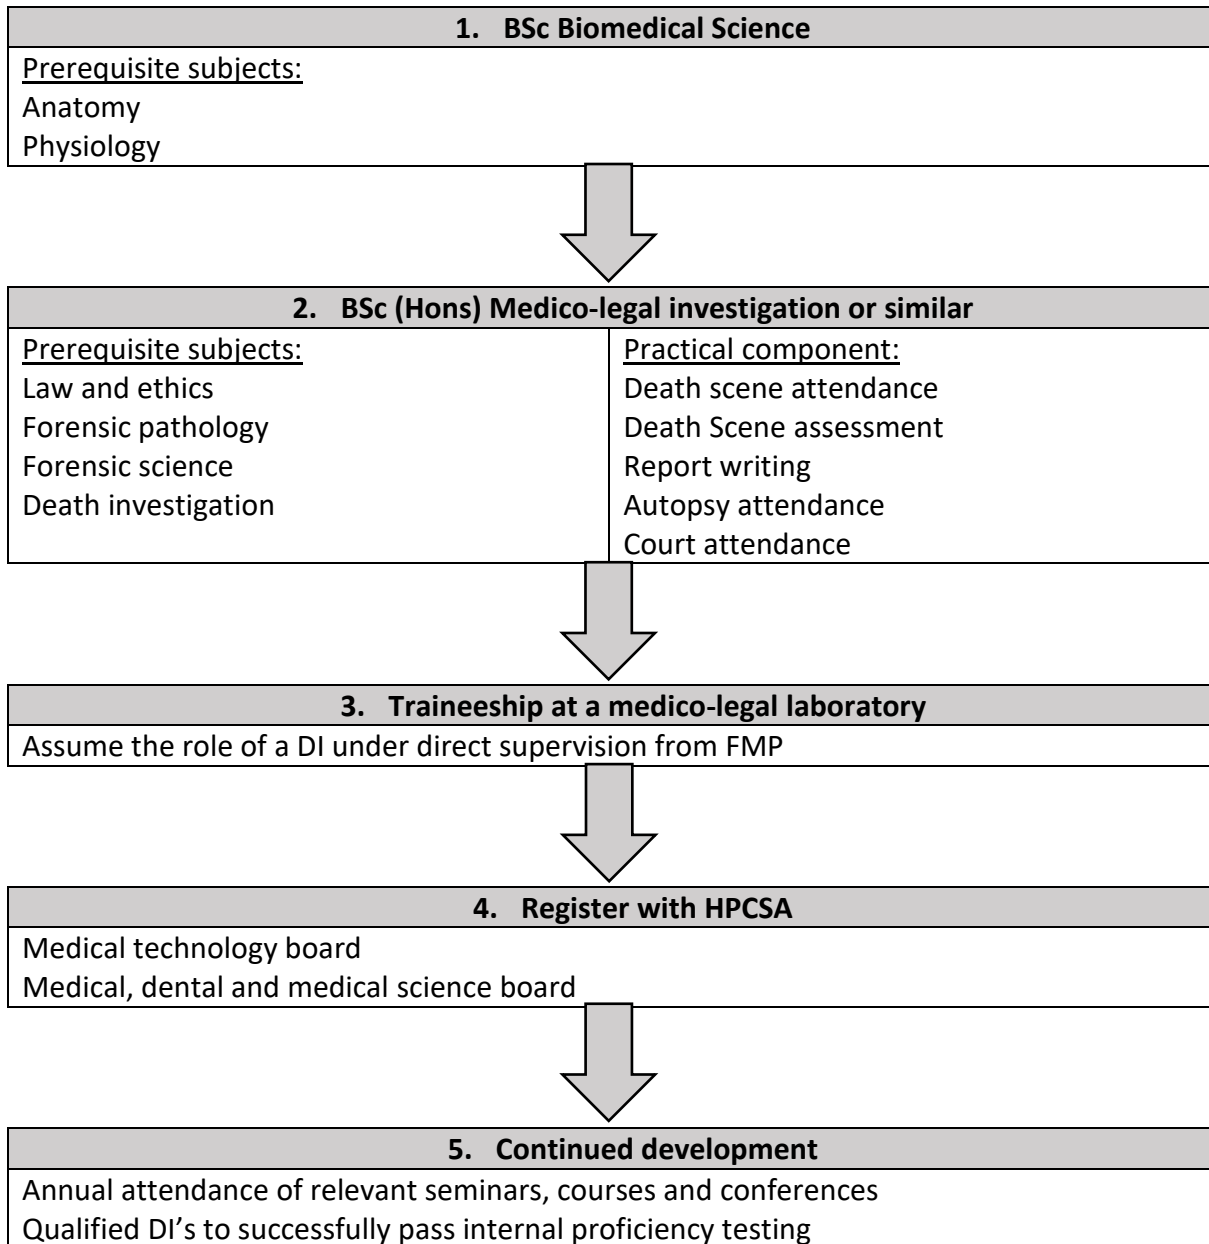 1. BSc Biomedical Science
Prerequisite subjects:
Anatomy
Physiology
2. BSc (Hons) Medico-legal investigation or similar
Prerequisite subjects:
Law and ethics
Forensic pathology
Forensic science
Death investigation
Practical component:
Death scene attendance
Death Scene assessment
Report writing
Autopsy attendance
Court attendance
3. Traineeship at a medico-legal laboratory
Assume the role of a DI under direct supervision from FMP
4. Register with HPCSA
Medical technology board
Medical, dental and medical science board
5. Continued development
Annual attendance of relevant seminars, courses and conferences
Qualified DI's to successfully pass internal proficiency testing